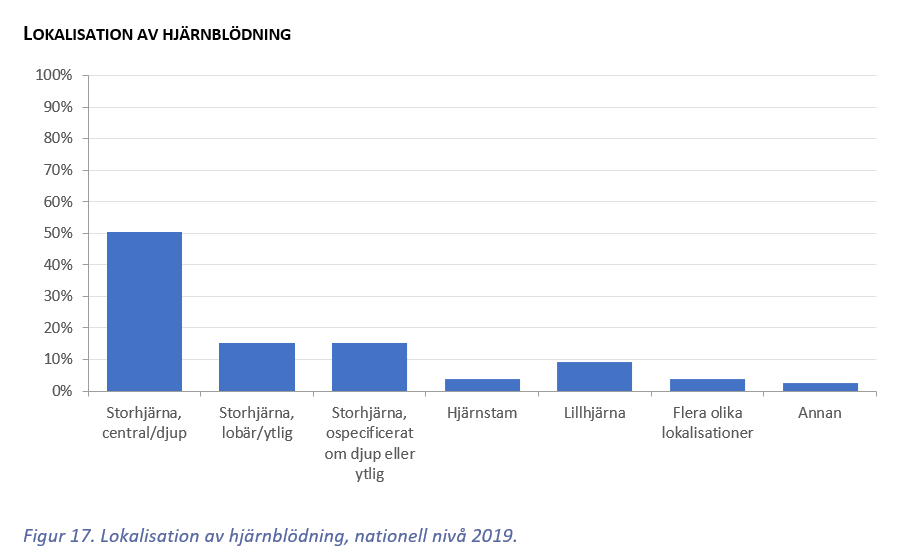 LOKALISATION AV HJÄRNBLÖDNING
100%
90%
80%
70%
60%
50%
40%
30%
20%
10%
0%
Storhjärna,
central/djup
Storhjärna,
lobär/ytlig
Storhjärna,
ospecificerat
om djup eller
ytlig
Hjärnstam
Lillhjärna
Flera olika
lokalisationer
Annan
Figur 17. Lokalisation av hjärnblödning, nationell nivå 2019.